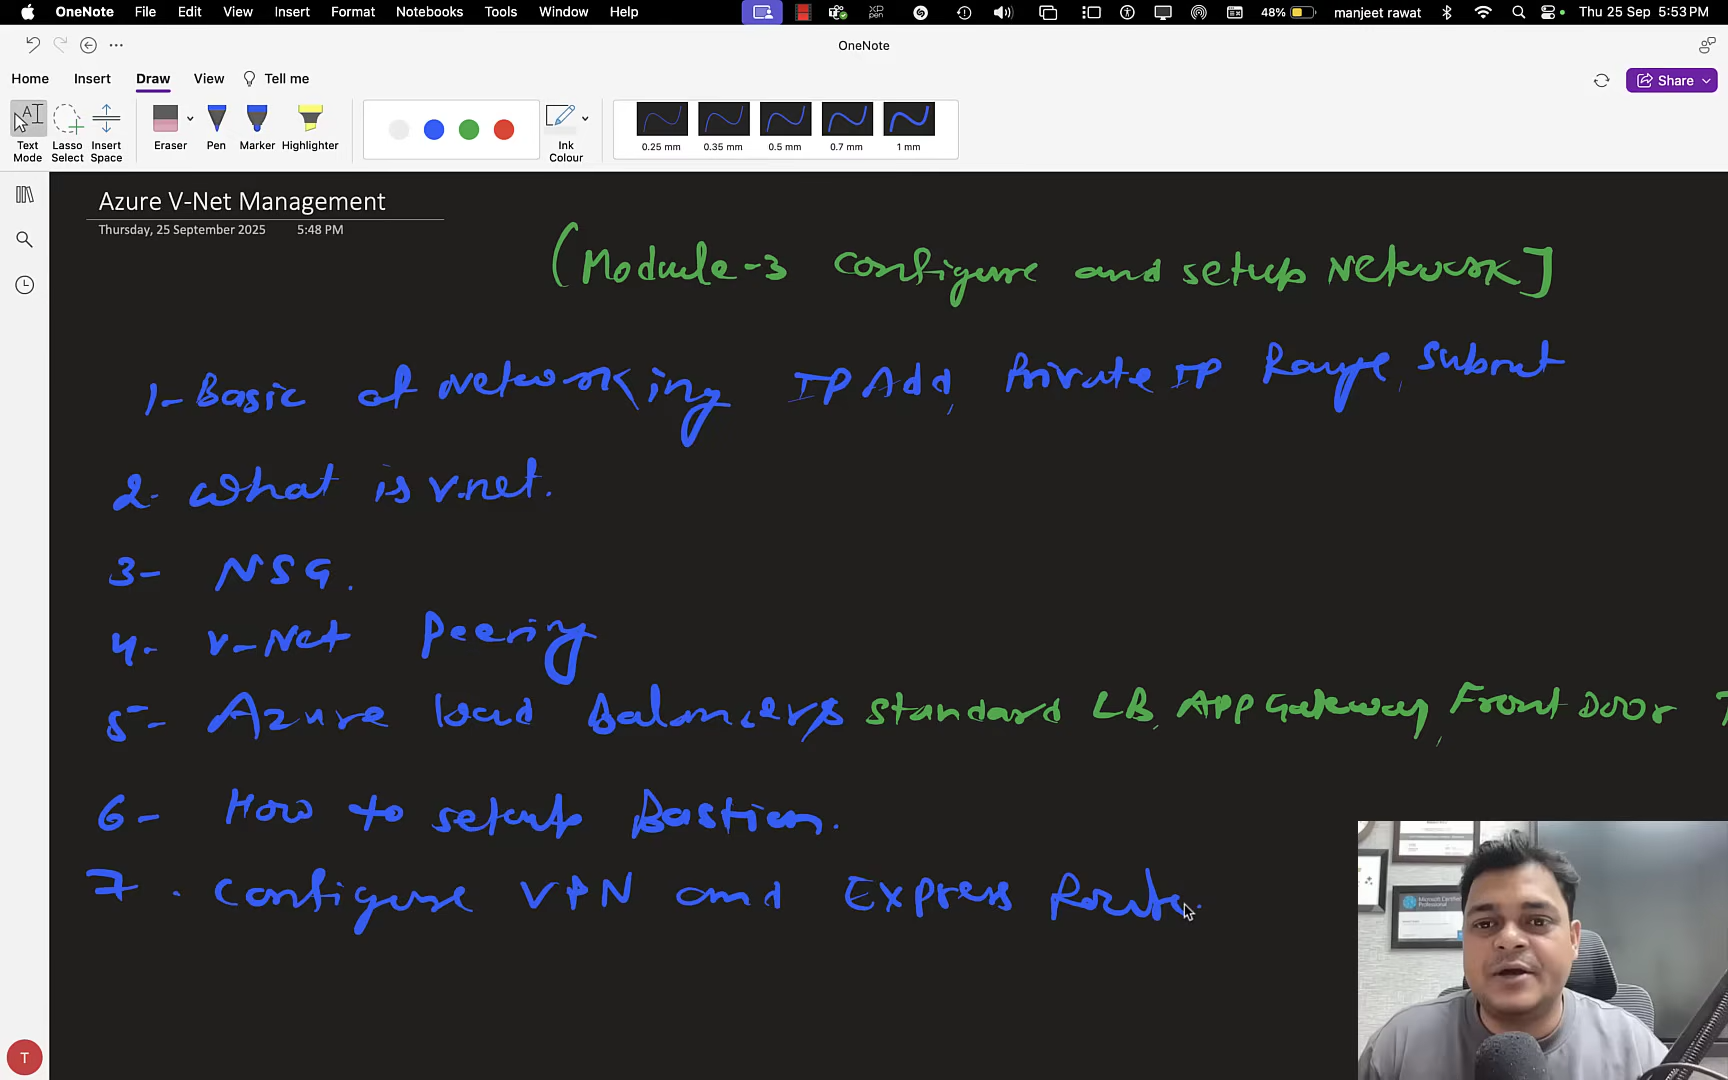 OneNote File Edit View Insert Format Notebooks Tools Window Help XP pen 48% manjeet rawat Thu 25 Sep 5:53 PM
OneNote
Home Insert Draw View Tell me Share
Text Mode Lasso Select Insert Space Eraser Pen Marker Highlighter Ink Colour 0.25 mm 0.35 mm 0.5 mm 0.7 mm 1 mm
Azure V-Net Management
Thursday, 25 September 2025 5:48 PM
(Module-3 Configure and setup Network]
1- Basic of Networking IP Add, Private IP Range, Subnet
2- What is v.net.
3- NSG.
4- V-Net Peering
5- Azure load Balancers Standard LB, APP Gateway, Front Door T
6- How to setup Bastion.
7. Configure VPN and Express Route.
Microsoft Certified Professional
T